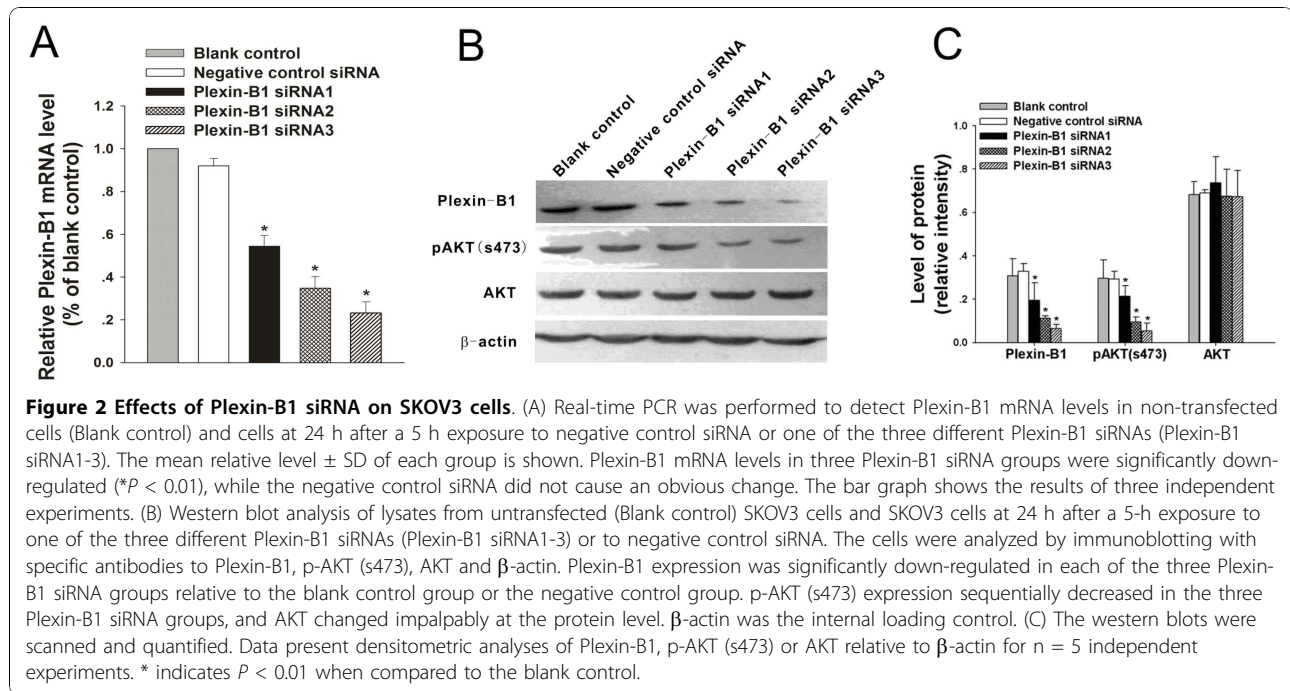 A
Blank control
Negative control siRNA
Plexin-B1 siRNA1
Plexin-B1 siRNA2
Plexin-B1 siRNA3
Relative Plexin-B1 mRNA level
(% of blank control)
1.2
1.0
.8
.6
.4
.2
0.0
*
*
*
B
Blank control
Negative control siRNA
Plexin-B1 siRNA1
Plexin-B1 siRNA2
Plexin-B1 siRNA3
Plexin-B1
pAKT(s473)
AKT
β-actin
C
Blank control
Negative control siRNA
Plexin-B1 siRNA1
Plexin-B1 siRNA2
Plexin-B1 siRNA3
Level of protein
(relative intensity)
1.0
.8
.6
.4
.2
0.0
*
*
*
*
*
*
Plexin-B1
pAKT(s473)
AKT
Figure 2 Effects of Plexin-B1 siRNA on SKOV3 cells. (A) Real-time PCR was performed to detect Plexin-B1 mRNA levels in non-transfected
cells (Blank control) and cells at 24 h after a 5 h exposure to negative control siRNA or one of the three different Plexin-B1 siRNAs (Plexin-B1
siRNA1-3). The mean relative level ± SD of each group is shown. Plexin-B1 mRNA levels in three Plexin-B1 siRNA groups were significantly down-
regulated (*P < 0.01), while the negative control siRNA did not cause an obvious change. The bar graph shows the results of three independent
experiments. (B) Western blot analysis of lysates from untransfected (Blank control) SKOV3 cells and SKOV3 cells at 24 h after a 5-h exposure to
one of the three different Plexin-B1 siRNAs (Plexin-B1 siRNA1-3) or to negative control siRNA. The cells were analyzed by immunoblotting with
specific antibodies to Plexin-B1, p-AKT (s473), AKT and β-actin. Plexin-B1 expression was significantly down-regulated in each of the three Plexin-
B1 siRNA groups relative to the blank control group or the negative control group. p-AKT (s473) expression sequentially decreased in the three
Plexin-B1 siRNA groups, and AKT changed impalpably at the protein level. β-actin was the internal loading control. (C) The western blots were
scanned and quantified. Data present densitometric analyses of Plexin-B1, p-AKT (s473) or AKT relative to β-actin for n = 5 independent
experiments. * indicates P < 0.01 when compared to the blank control.